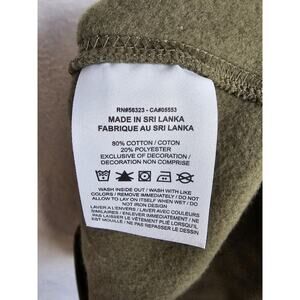 RN#56323 - CA#05553
MADE IN SRI LANKA
FABRIQUE AU SRI LANKA
80% COTTON / COTON
20% POLYESTER
EXCLUSIVE OF DECORATION /
DECORATION NON COMPRIS
WASH INSIDE OUT / WASH WITH LIKE
COLORS / REMOVE IMMEDIATELY / DO NOT
ALLOW TO LAY ON ITSELF WHEN WET / DO
NOT IRON DESIGN
LAVER A L'ENVERS / LAVER AVEC COULEURS
SIMILAIRES / ENLEVER IMMEDIATEMENT / NE
PAS LAISSER LE VÊTEMENT PLIÉ LORSQU'IL
EST MOUILLÉ / NE PAS REPASSER LE DESSIN